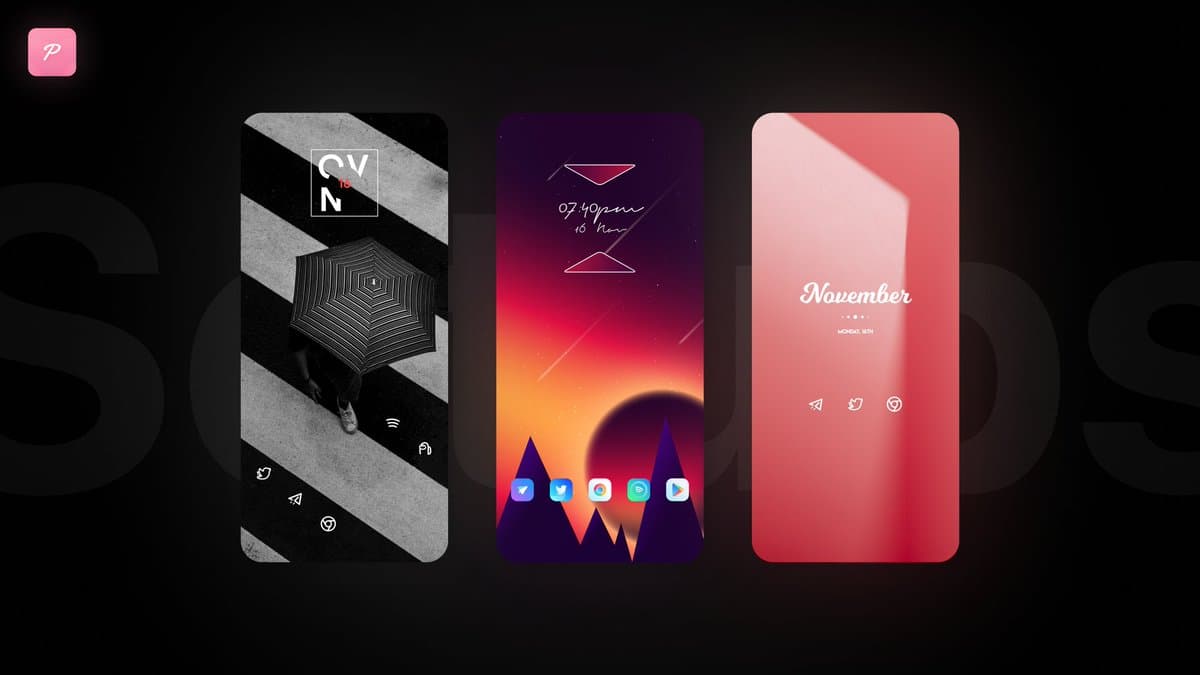 P
Setups
OV
16
N
07:40pm
16 Nov
November
MONDAY, 16TH